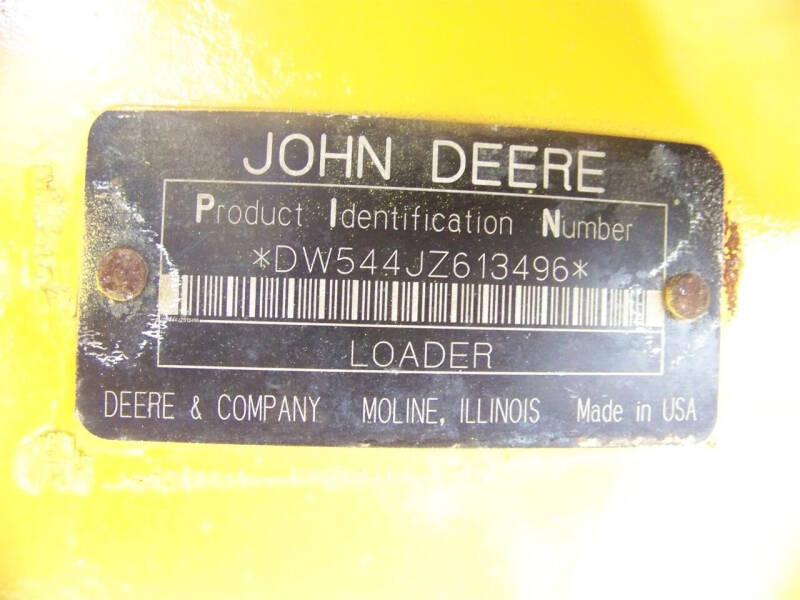 JOHN DEERE
Product Identification Number
*DW544JZ613496*
LOADER
DEERE & COMPANY MOLINE, ILLINOIS Made in USA